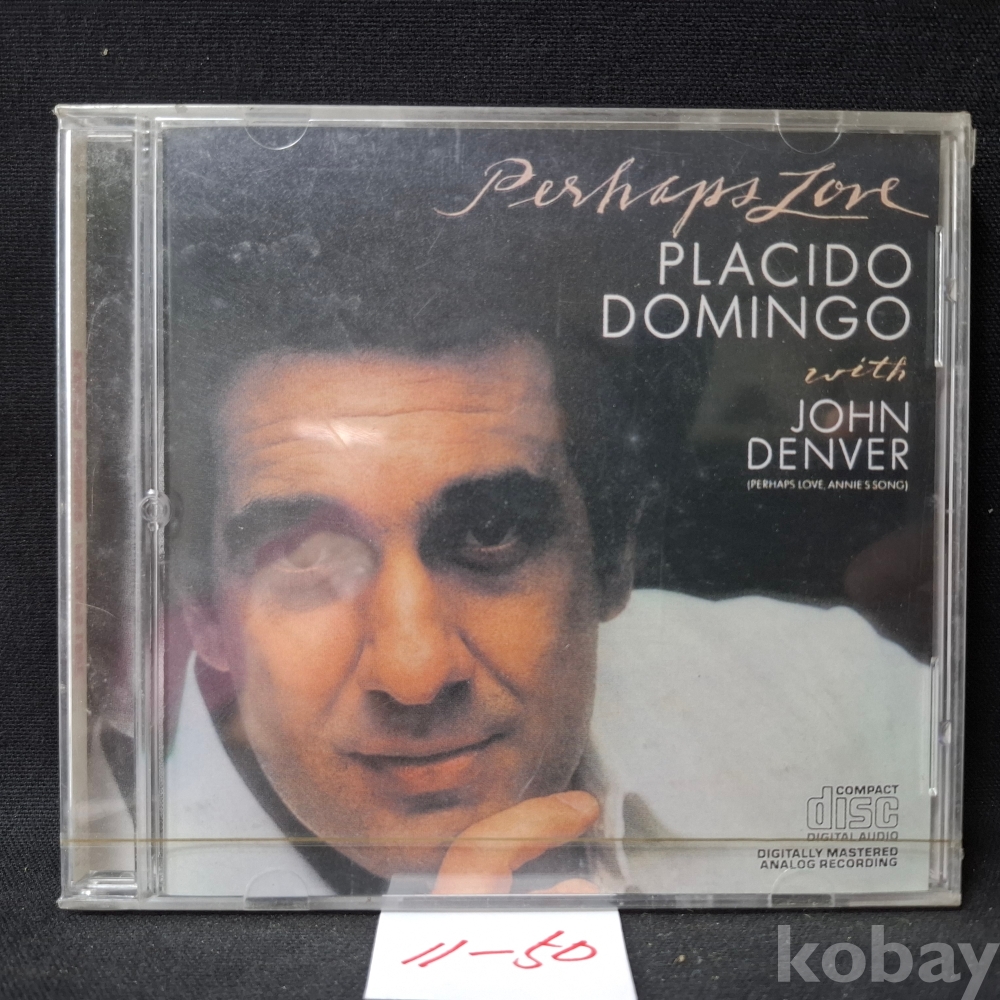 Perhaps Love
PLACIDO
DOMINGO
with
JOHN
DENVER
(PERHAPS LOVE, ANNIE'S SONG)
COMPACT
disc
DIGITAL AUDIO
DIGITALLY MASTERED
ANALOG RECORDING
11-50
kobay